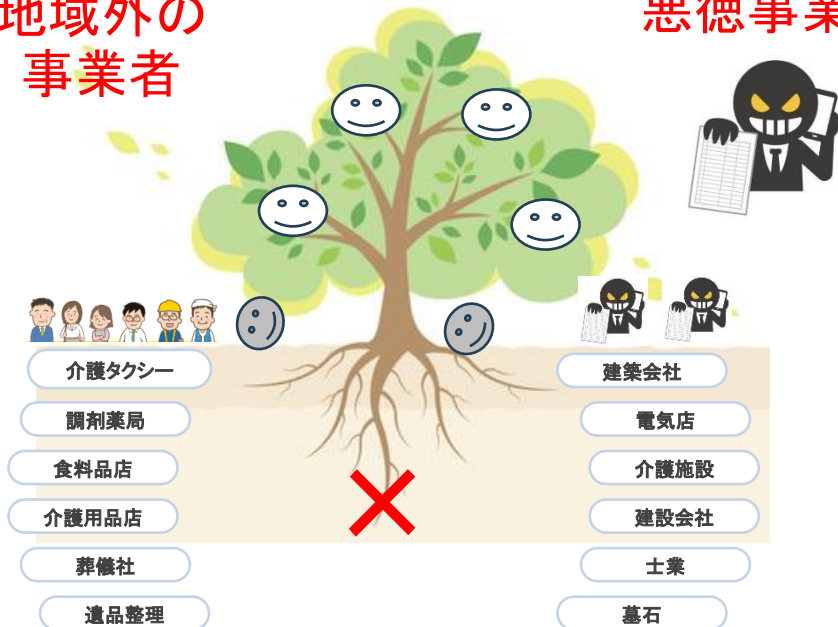 地域外の
事業者
悪徳事業
介護タクシー
調剤薬局
食料品店
介護用品店
葬儀社
遺品整理
建築会社
電気店
介護施設
建設会社
士業
墓石